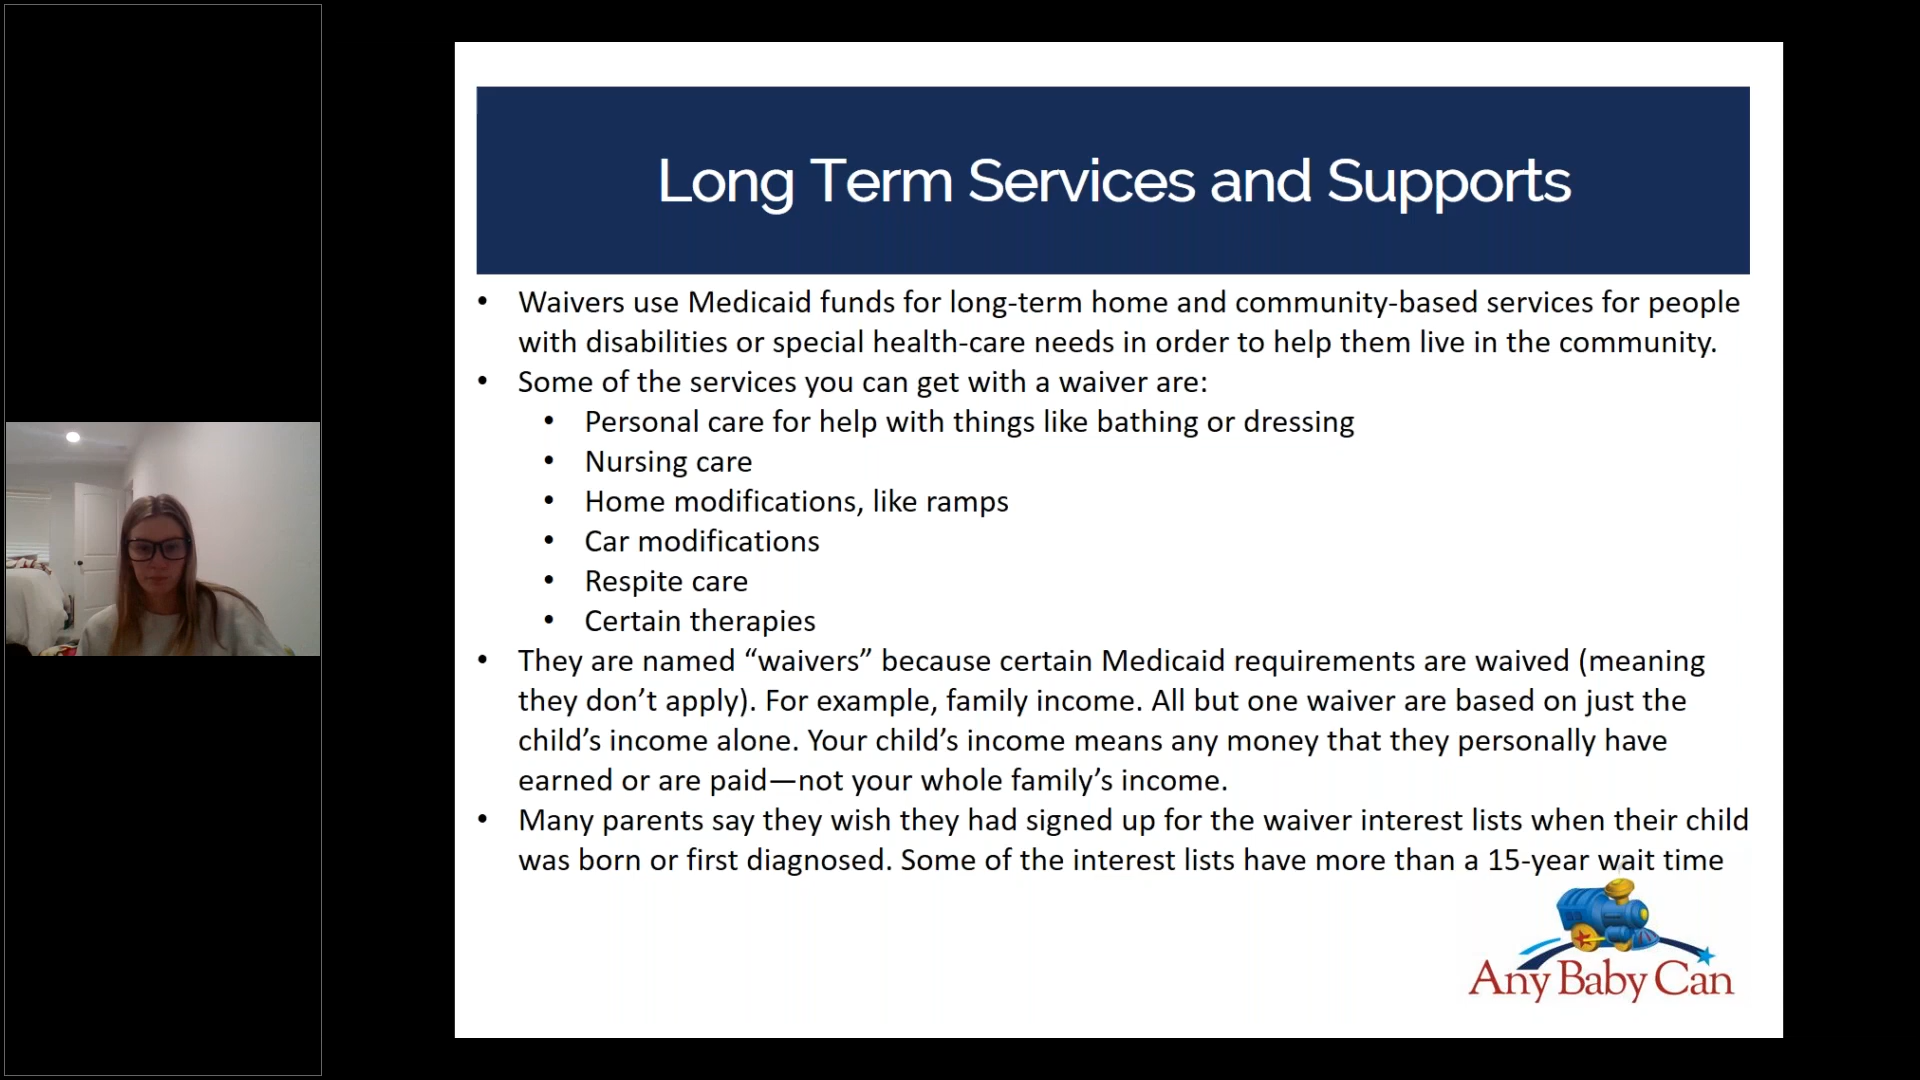 Long Term Services and Supports
• Waivers use Medicaid funds for long-term home and community-based services for people
with disabilities or special health-care needs in order to help them live in the community.
• Some of the services you can get with a waiver are:
• Personal care for help with things like bathing or dressing
• Nursing care
• Home modifications, like ramps
• Car modifications
• Respite care
• Certain therapies
• They are named “waivers” because certain Medicaid requirements are waived (meaning
they don’t apply). For example, family income. All but one waiver are based on just the
child’s income alone. Your child’s income means any money that they personally have
earned or are paid—not your whole family’s income.
• Many parents say they wish they had signed up for the waiver interest lists when their child
was born or first diagnosed. Some of the interest lists have more than a 15-year wait time
Any Baby Can